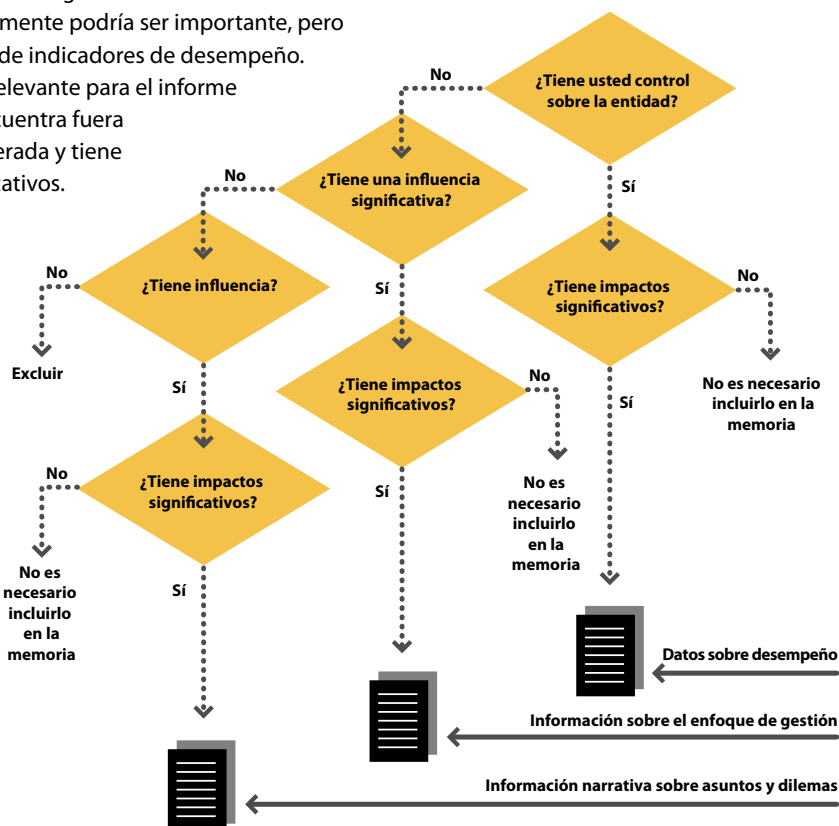 mente podría ser importante, pero
de indicadores de desempeño.
elevante para el informe
cuentra fuera
erada y tiene
cativos.
¿Tiene usted control
sobre la entidad?
No
Sí
¿Tiene una influencia
significativa?
No
Sí
¿Tiene influencia?
No
Excluir
Sí
¿Tiene impactos
significativos?
No
No es necesario
incluirlo en la
memoria
Sí
¿Tiene impactos
significativos?
No
No es
necesario
incluirlo
en la
memoria
Sí
¿Tiene impactos
significativos?
No
No es
necesario
incluirlo
en la
memoria
Sí
Datos sobre desempeño
Información sobre el enfoque de gestión
Información narrativa sobre asuntos y dilemas